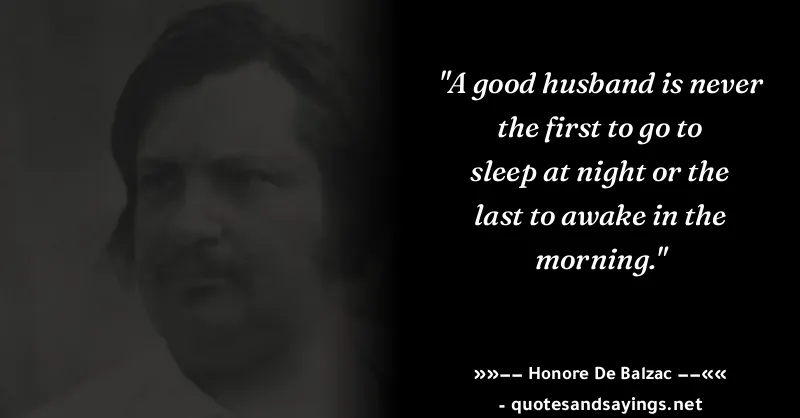 "A good husband is never
the first to go to
sleep at night or the
last to awake in the
morning."
»»−− Honore De Balzac −−««
- quotesandsayings.net